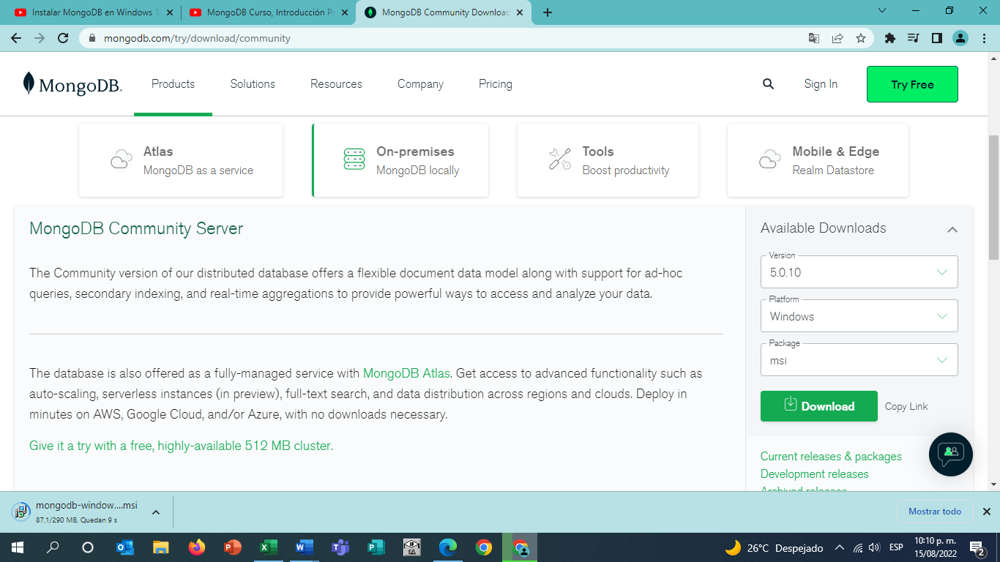 Instalar MongoDB en Windows 1
MongoDB Curso, Introducción Pr
MongoDB Community Download
mongodb.com/try/download/community
MongoDB.
Products
Solutions
Resources
Company
Pricing
Sign In
Try Free
Atlas
MongoDB as a service
On-premises
MongoDB locally
Tools
Boost productivity
Mobile & Edge
Realm Datastore
MongoDB Community Server
The Community version of our distributed database offers a flexible document data model along with support for ad-hoc
queries, secondary indexing, and real-time aggregations to provide powerful ways to access and analyze your data.
The database is also offered as a fully-managed service with MongoDB Atlas. Get access to advanced functionality such as
auto-scaling, serverless instances (in preview), full-text search, and data distribution across regions and clouds. Deploy in
minutes on AWS, Google Cloud, and/or Azure, with no downloads necessary.
Give it a try with a free, highly-available 512 MB cluster.
Available Downloads
Version
5.0.10
Platform
Windows
Package
msi
Download
Copy Link
Current releases & packages
Development releases
Archived releases
mongodb-window....msi
87,1/290 MB, Quedan 9 s
Mostrar todo
26°C Despejado
ESP
10:10 p. m.
15/08/2022
2